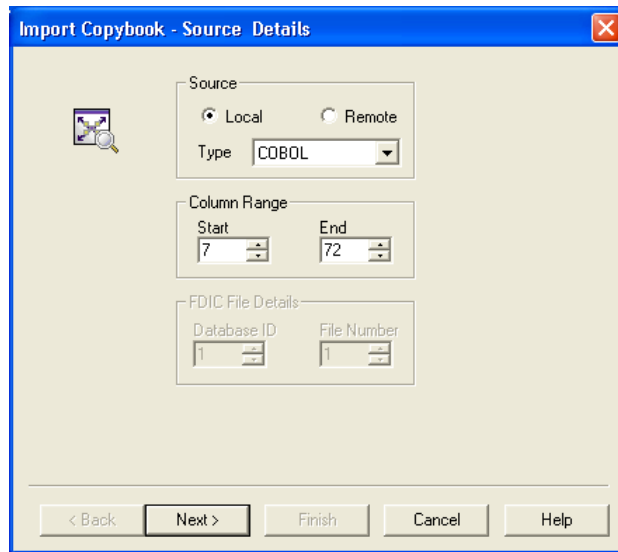 Import Copybook - Source Details
Source
Local Remote
Type COBOL
Column Range
Start End
7 72
FDIC File Details
Database ID File Number
1 1
< Back Next > Finish Cancel Help